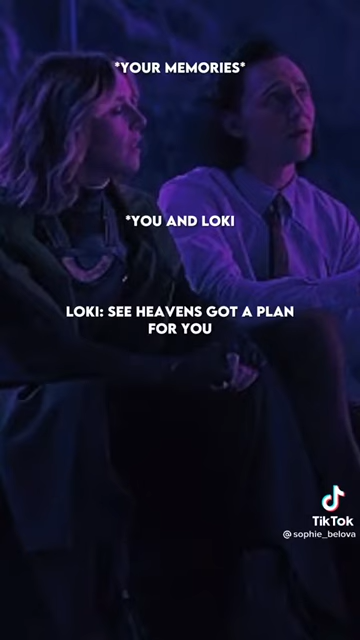 *YOUR MEMORIES*
*YOU AND LOKI
LOKI: SEE HEAVENS GOT A PLAN
FOR YOU
TikTok
@sophie_belova